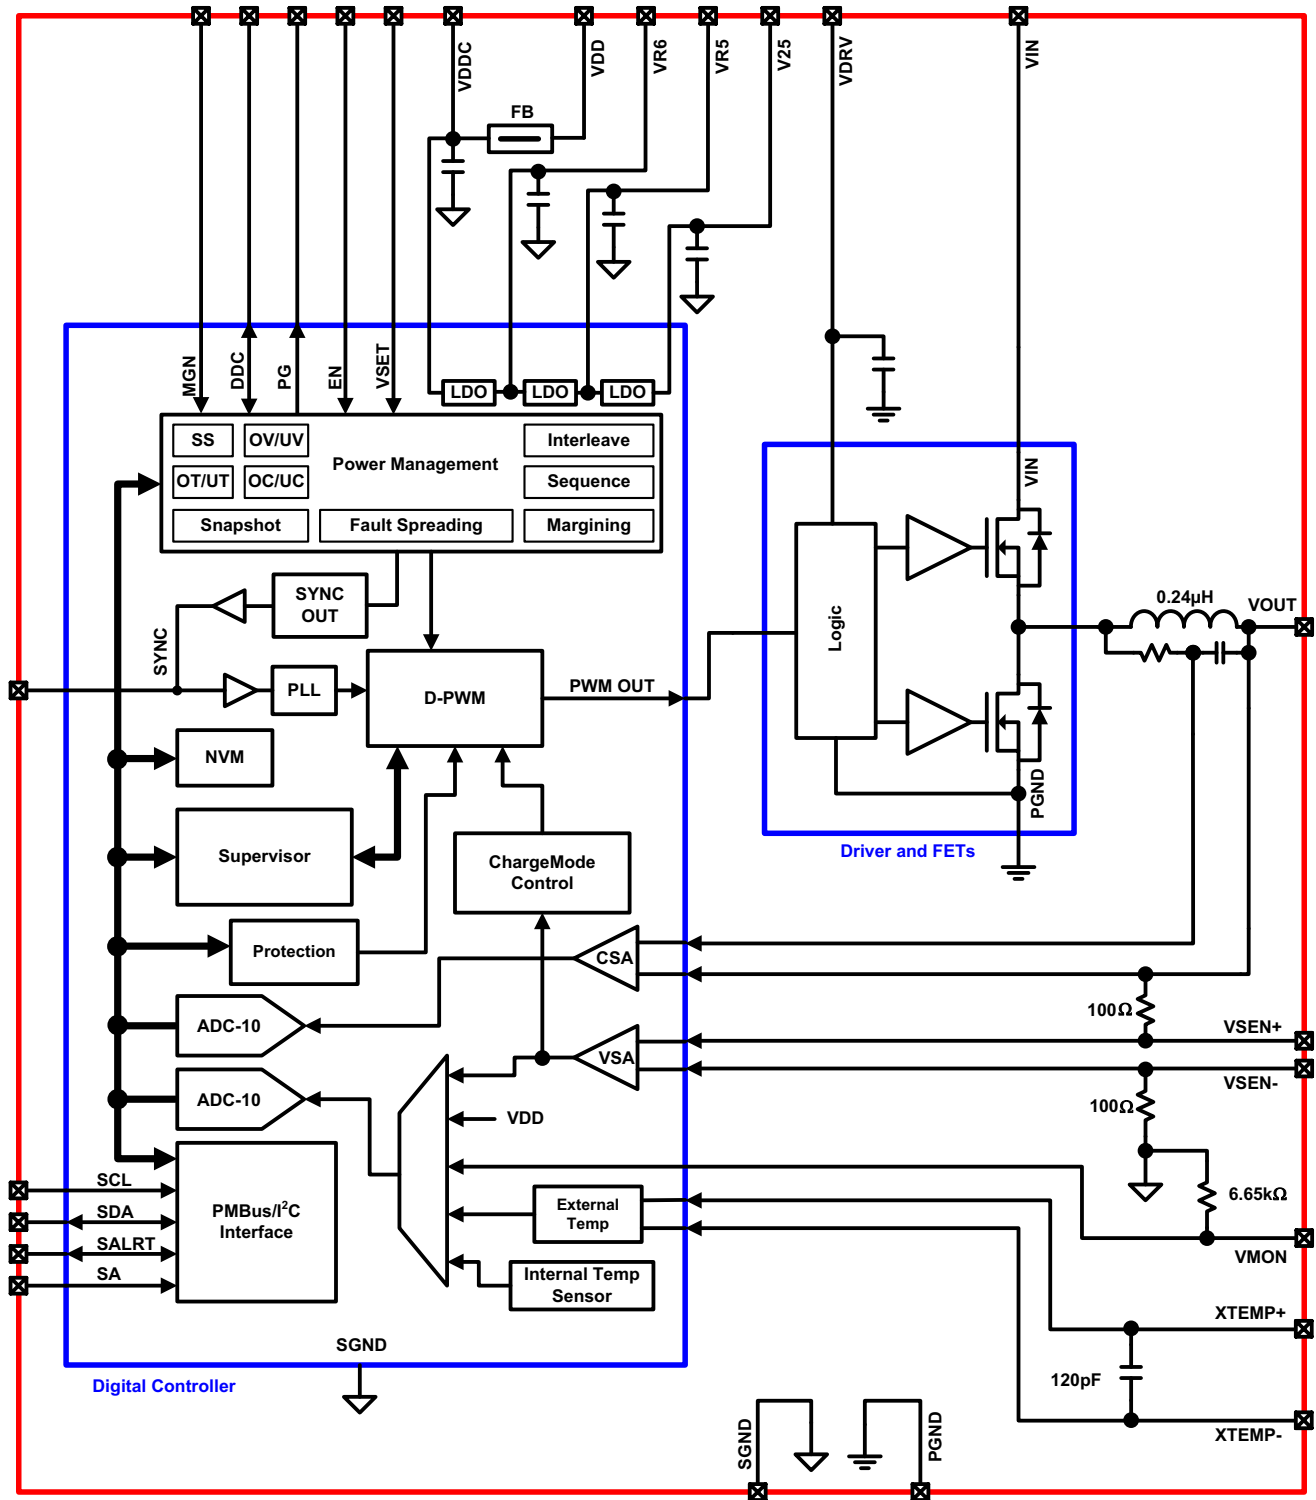 VDDC
VDD
VR6
VR5
V25
VDRV
VIN
FB
MGN
DDC
PG
EN
VSET
LDO
LDO
LDO
SS
OV/UV
OT/UT
OC/UC
Power Management
Interleave
Sequence
Snapshot
Fault Spreading
Margining
VIN
SYNC
OUT
SYNC
PLL
D-PWM
PWM OUT
Logic
0.24µH
VOUT
NVM
Supervisor
ChargeMode
Control
PGND
Driver and FETs
Protection
CSA
ADC-10
100Ω
VSEN+
VSA
VSEN-
ADC-10
VDD
100Ω
SCL
SDA
SALRT
SA
PMBus/I²C
Interface
External
Temp
6.65kΩ
VMON
Internal Temp
Sensor
XTEMP+
SGND
120pF
Digital Controller
XTEMP-
SGND
PGND